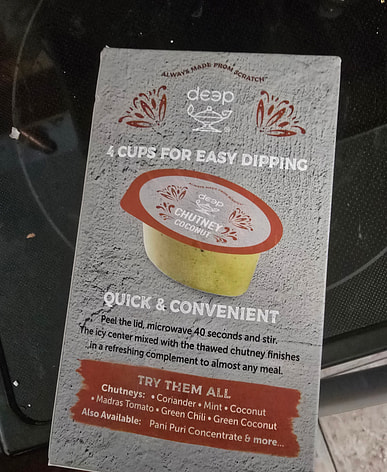 ALWAYS MADE FROM SCRATCH™
deep
®
4 CUPS FOR EASY DIPPING
deep
CHUTNEY
COCONUT
QUICK & CONVENIENT
Peel the lid, microwave 40 seconds and stir.
The icy center mixed with the thawed chutney finishes
in a refreshing complement to almost any meal.
TRY THEM ALL
Chutneys: • Coriander • Mint • Coconut
• Madras Tomato • Green Chili • Green Coconut
Also Available: Pani Puri Concentrate & more...